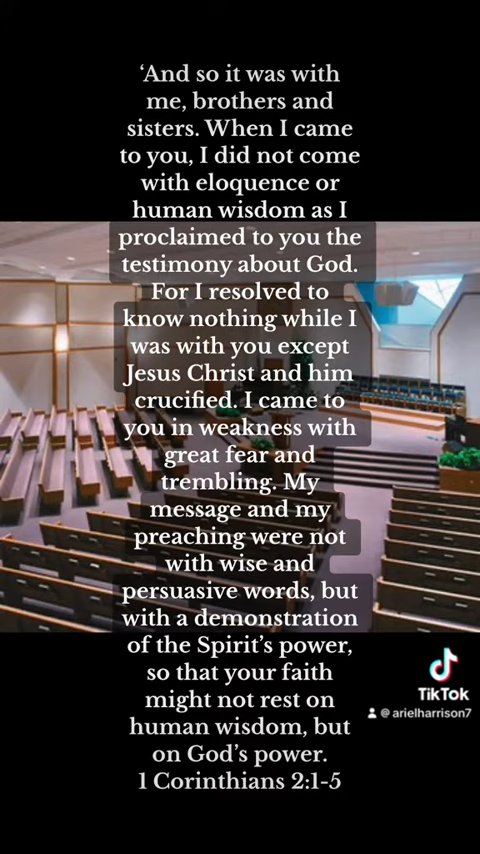 ‘And so it was with
me, brothers and
sisters. When I came
to you, I did not come
with eloquence or
human wisdom as I
proclaimed to you the
testimony about God.
For I resolved to
know nothing while I
was with you except
Jesus Christ and him
crucified. I came to
you in weakness with
great fear and
trembling. My
message and my
preaching were not
with wise and
persuasive words, but
with a demonstration
of the Spirit’s power,
so that your faith
might not rest on
human wisdom, but
on God’s power.
1 Corinthians 2:1-5
TikTok
@ arielharrison7